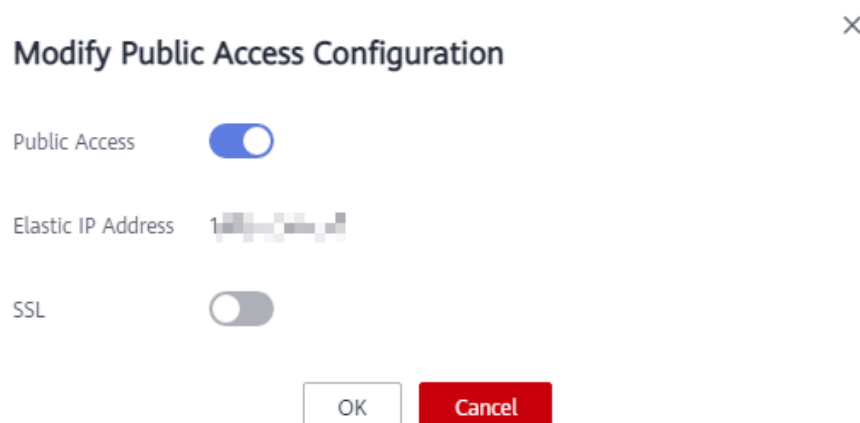 Modify Public Access Configuration
Public Access
Elastic IP Address
SSL
OK Cancel